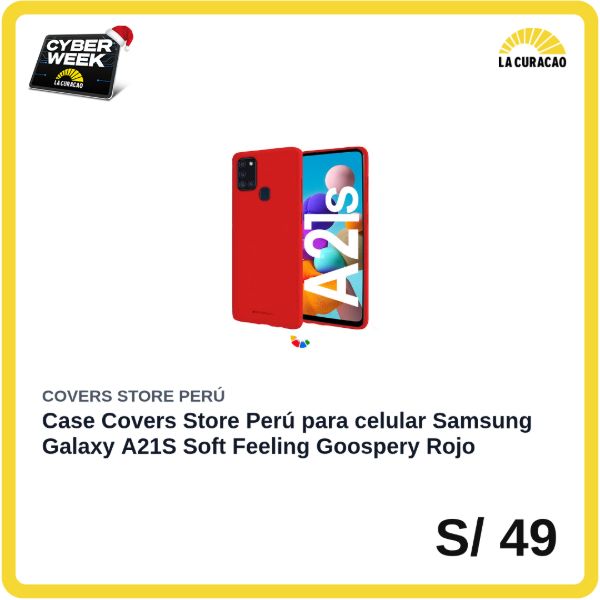 CYBER
WEEK
LA CURACAO
LA CURACAO
A21s
COVERS STORE PERÚ
Case Covers Store Perú para celular Samsung
Galaxy A21S Soft Feeling Goospery Rojo
S/ 49